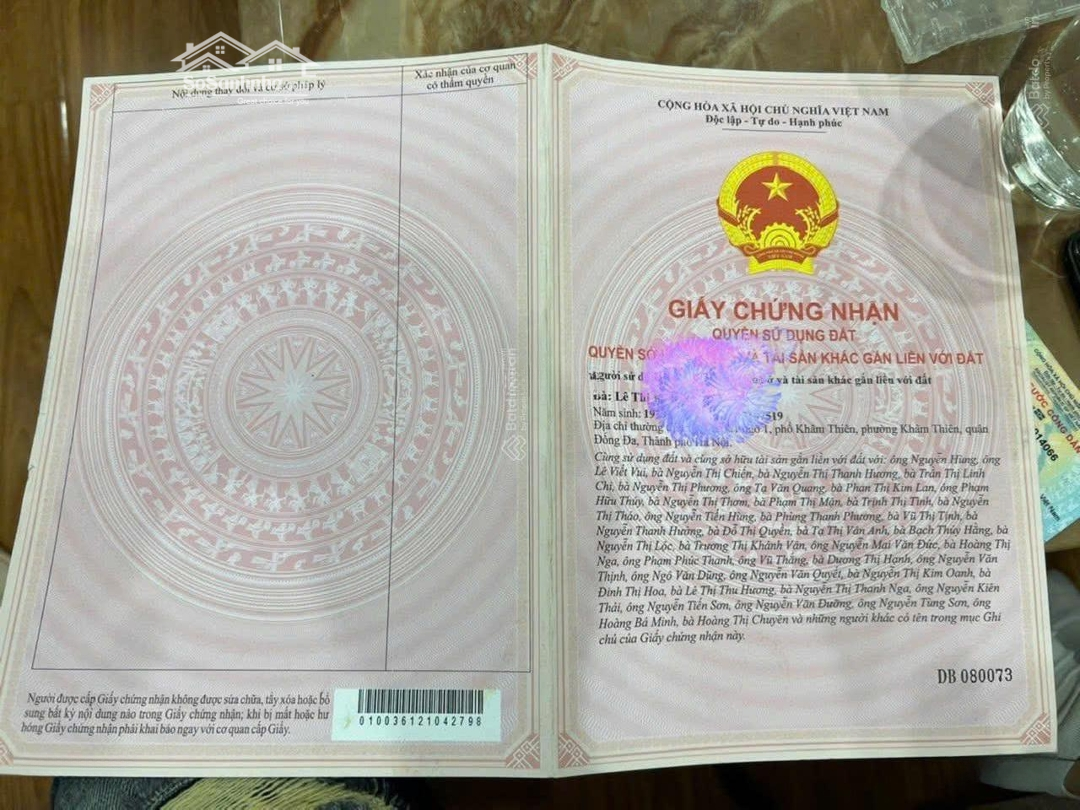 Nội dung thay đổi và cơ sở pháp lý
Xác nhận của cơ quan
có thẩm quyền
Người được cấp Giấy chứng nhận không được sửa chữa, tẩy xóa hoặc bổ
sung bất kỳ nội dung nào trong Giấy chứng nhận; khi bị mất hoặc hư
hỏng Giấy chứng nhận phải khai báo ngay với cơ quan cấp Giấy.
010036121042798
CỘNG HÒA XÃ HỘI CHỦ NGHĨA VIỆT NAM
Độc lập - Tự do - Hạnh phúc
GIẤY CHỨNG NHẬN
QUYỀN SỬ DỤNG ĐẤT
QUYỀN SỞ VÀ TÀI SẢN KHÁC GẮN LIỀN VỚI ĐẤT
Người sử và tài sản khác gắn liền với đất
Bà: Lê Thị
Năm sinh: 19 519
Địa chỉ thường 1, phố Khâm Thiên, phường Khâm Thiên, quận
Đống Đa, Thành phố Hà Nội.
Cùng sử dụng đất và cùng sở hữu tài sản gắn liền với đất với: ông Nguyễn Hùng, ông
Lê Viết Vui, bà Nguyễn Thị Chiến, bà Nguyễn Thị Thanh Hương, bà Trần Thị Linh
Chi, bà Nguyễn Thị Phương, ông Tạ Văn Quang, bà Phan Thị Kim Lan, ông Phạm
Hữu Thúy, bà Nguyễn Thị Thơm, bà Phạm Thị Mận, bà Trịnh Thị Tình, bà Nguyễn
Thị Thảo, ông Nguyễn Tiến Hùng, bà Phùng Thanh Phương, bà Vũ Thị Tịnh, bà
Nguyễn Thanh Hường, bà Đỗ Thị Quyên, bà Tạ Thị Vân Anh, bà Bạch Thúy Hằng, bà
Nguyễn Thị Lộc, bà Trương Thị Khánh Vân, ông Nguyễn Mai Văn Đức, bà Hoàng Thị
Nga, ông Phạm Phúc Thanh, ông Vũ Thăng, bà Dương Thị Hạnh, ông Nguyễn Văn
Thịnh, ông Ngô Văn Dũng, ông Nguyễn Văn Quyết, bà Nguyễn Thị Kim Oanh, bà
Đinh Thị Hoa, bà Lê Thị Thu Hương, bà Nguyễn Thị Thanh Nga, ông Nguyễn Kiên
Thái, ông Nguyễn Tiến Sơn, ông Nguyễn Văn Đường, ông Nguyễn Tùng Sơn, ông
Hoàng Bá Minh, bà Hoàng Thị Chuyên và những người khác có tên trong mục Ghi
chú của Giấy chứng nhận này.
DB 080073
014066
Batdongsan
by PropertyGuru